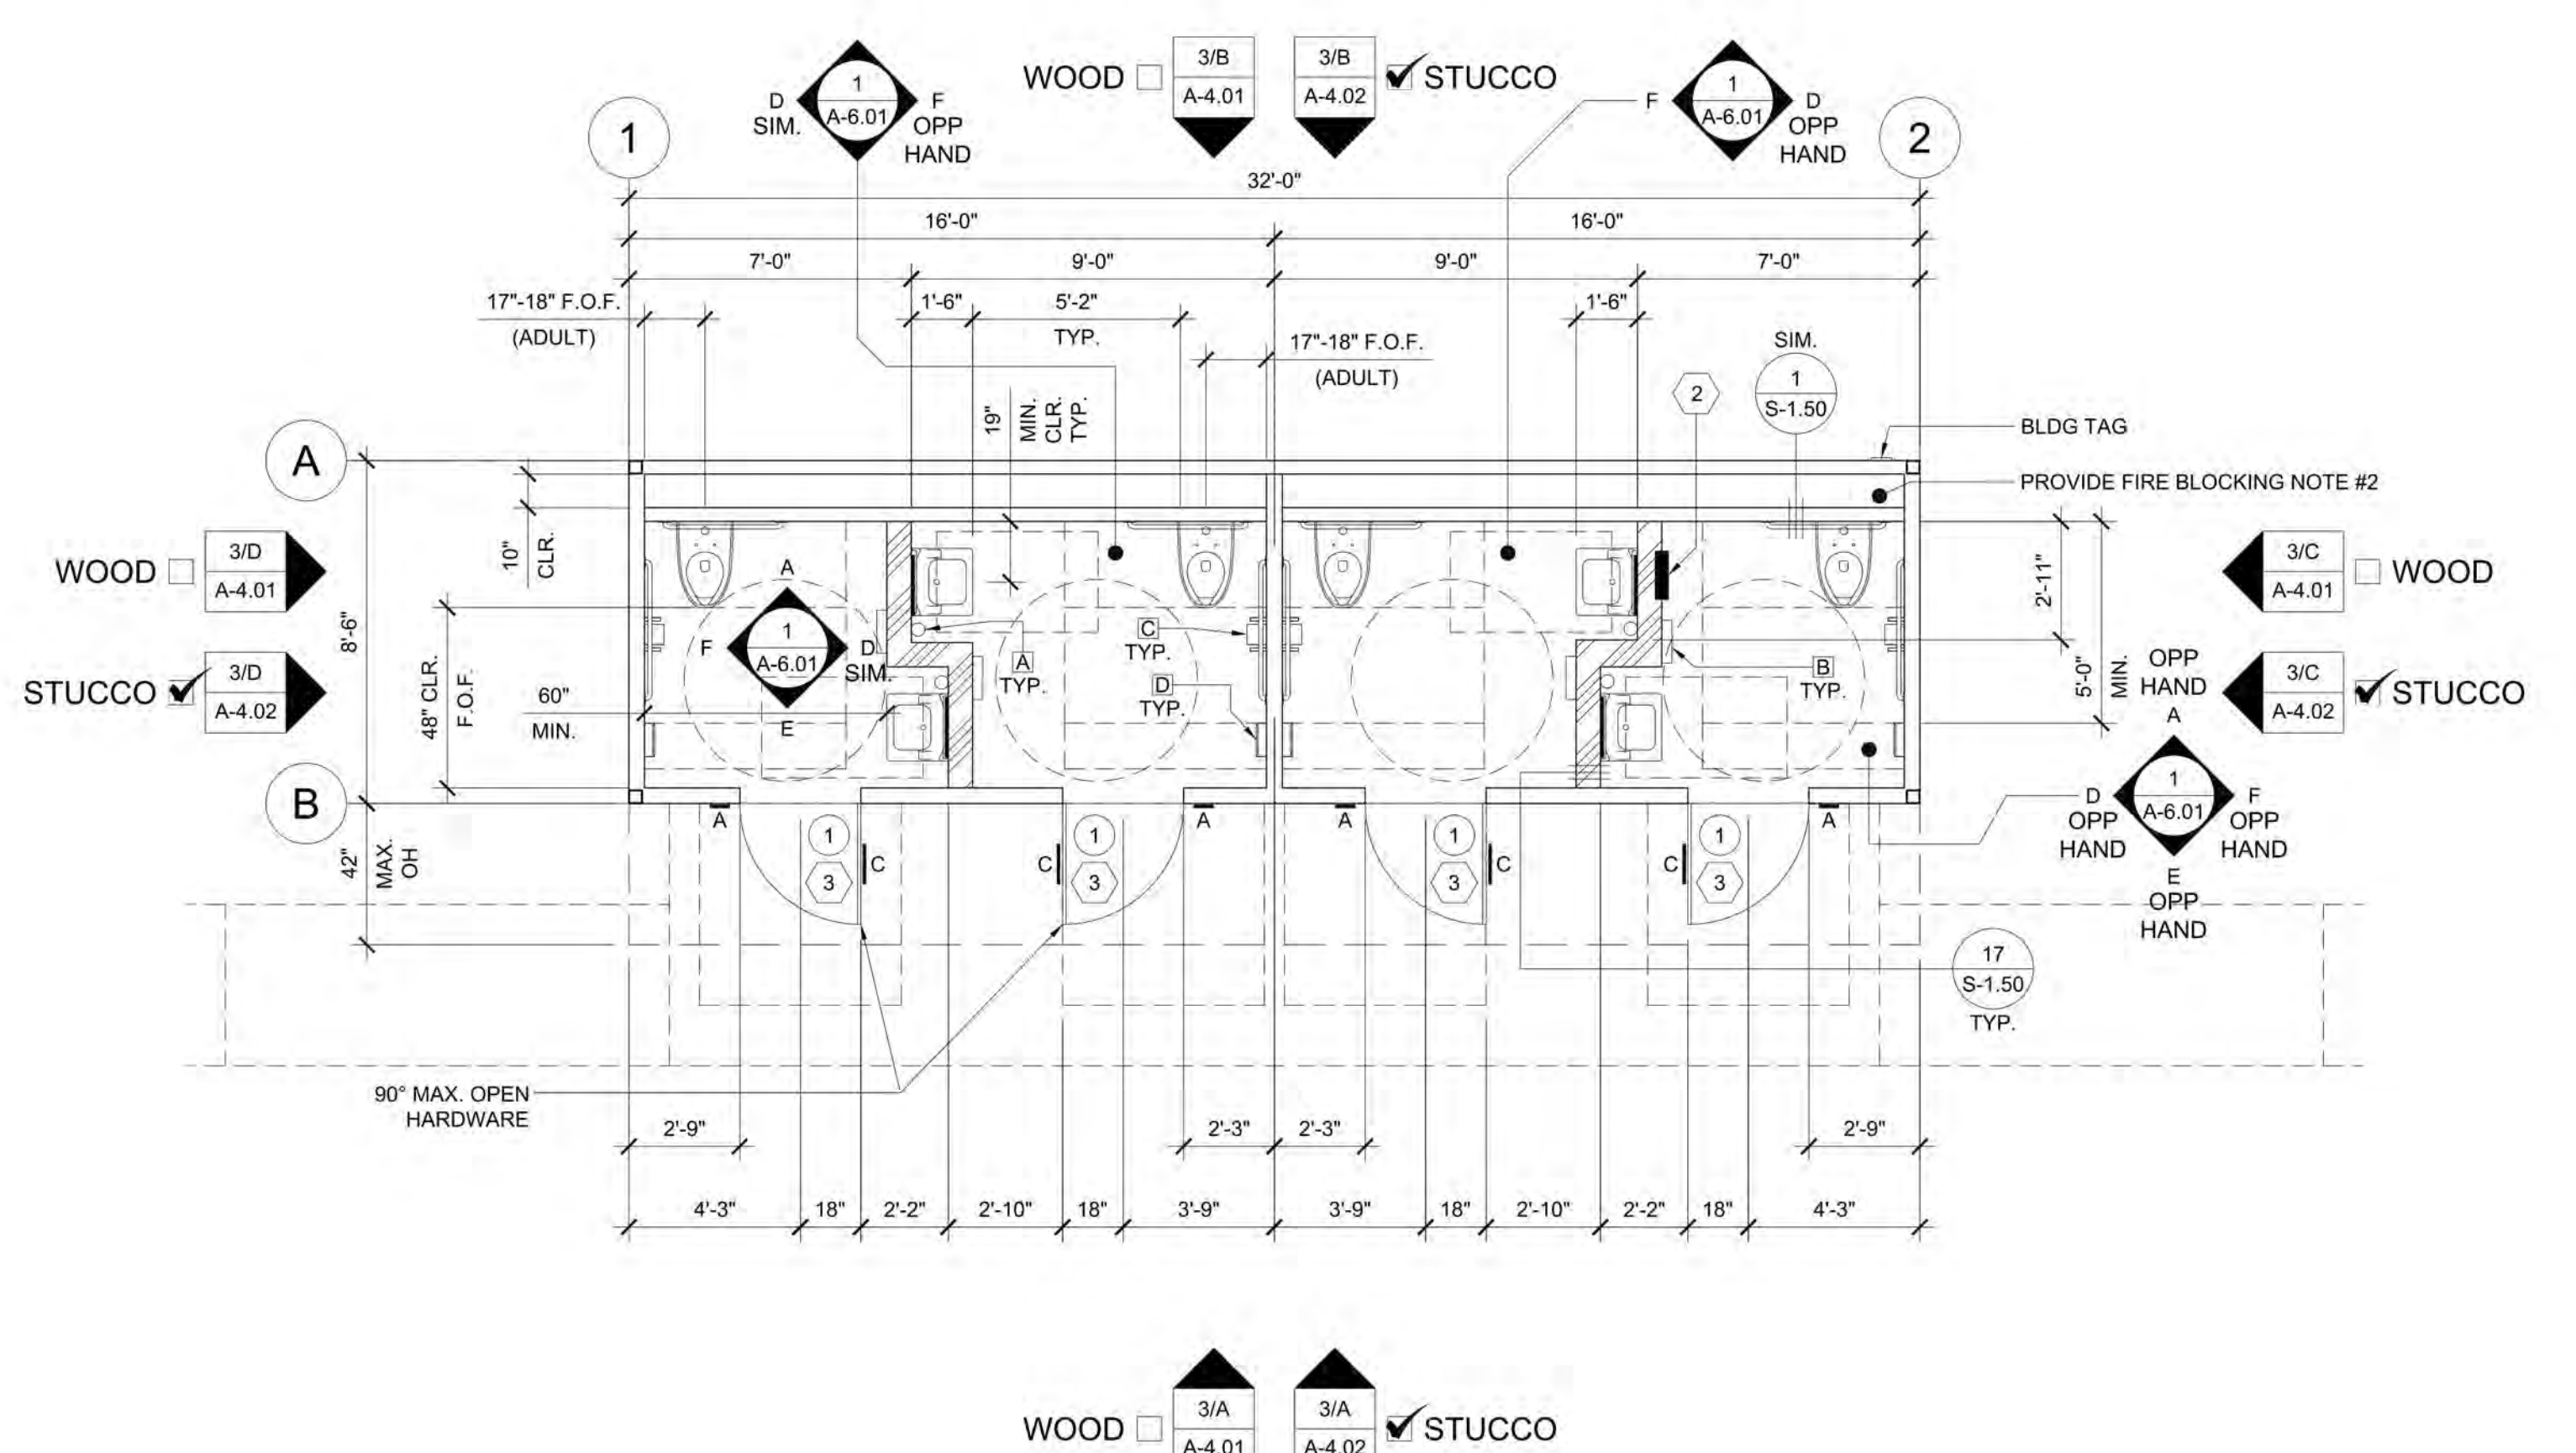 WOOD
3/B
A-4.01
3/B
A-4.02
STUCCO
1
A-6.01
D
SIM.
F
OPP
HAND
F
1
A-6.01
D
OPP
HAND
1
2
32'-0"
16'-0"
16'-0"
7'-0"
9'-0"
9'-0"
7'-0"
17"-18" F.O.F.
(ADULT)
1'-6"
5'-2"
TYP.
17"-18" F.O.F.
(ADULT)
1'-6"
19"
MIN.
CLR.
TYP.
2
SIM.
1
S-1.50
BLDG TAG
PROVIDE FIRE BLOCKING NOTE #2
A
10"
CLR.
8'-6"
48" CLR.
F.O.F.
60"
MIN.
WOOD
3/D
A-4.01
STUCCO
3/D
A-4.02
A
F
1
A-6.01
D
SIM.
E
A
TYP.
C
TYP.
D
TYP.
B
TYP.
2'-11"
5'-0"
MIN.
3/C
A-4.01
WOOD
3/C
A-4.02
STUCCO
OPP
HAND
A
D
OPP
HAND
1
A-6.01
F
OPP
HAND
E
OPP
HAND
B
42"
MAX.
OH
A
1
3
C
C
1
3
A
A
1
3
C
C
1
3
A
17
S-1.50
TYP.
90° MAX. OPEN
HARDWARE
2'-9"
2'-3"
2'-3"
2'-9"
4'-3"
18"
2'-2"
2'-10"
18"
3'-9"
3'-9"
18"
2'-10"
2'-2"
18"
4'-3"
WOOD
3/A
A-4.01
3/A
A-4.02
STUCCO